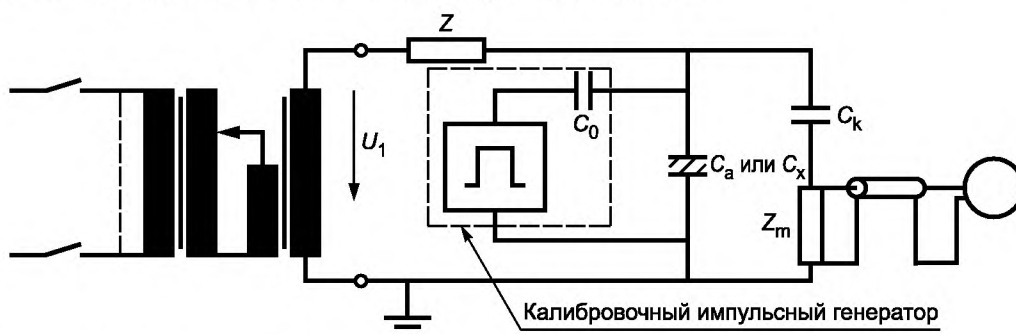 Z
C₀
U₁
Cₖ
Cₐ или Cₓ
Zₘ
Калибровочный импульсный генератор